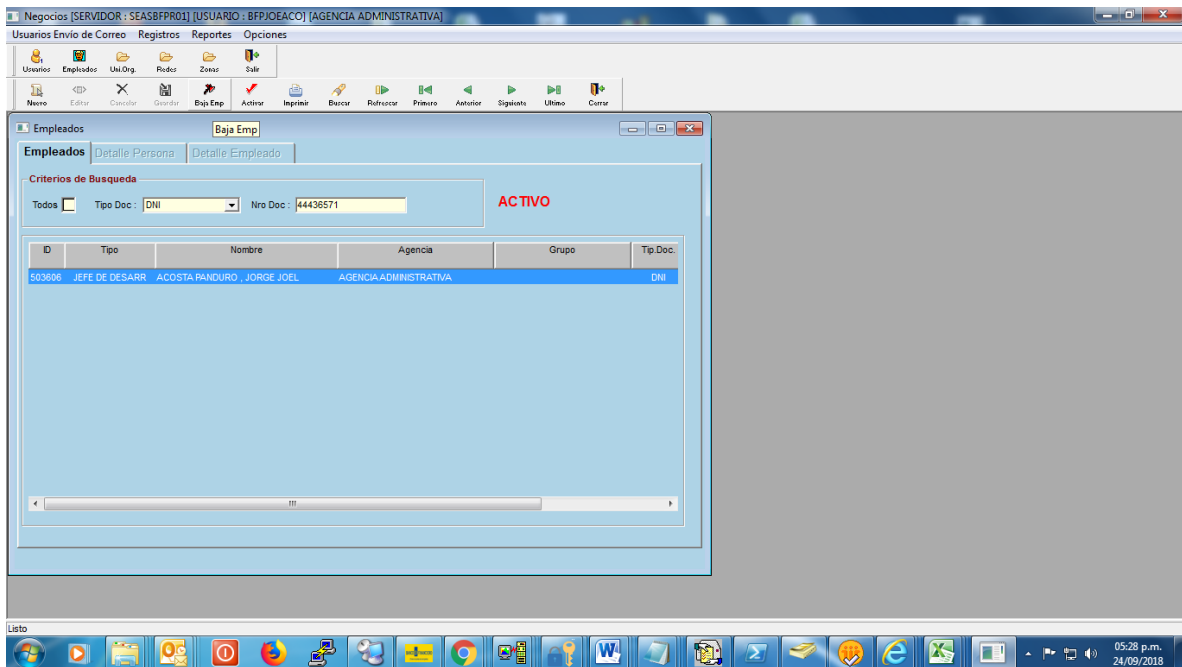 Negocios [SERVIDOR : SEASBFPR01] [USUARIO : BFPJOEACO] [AGENCIA ADMINISTRATIVA]
Usuarios Envío de Correo Registros Reportes Opciones
Usuarios Empleados Uni.Org. Redes Zonas Salir
Nuevo Editar Cancelar Guardar Baja Emp Activar Imprimir Buscar Refrescar Primero Anterior Siguiente Ultimo Cerrar
Empleados Baja Emp
Empleados Detalle Persona Detalle Empleado
Criterios de Busqueda
Todos Tipo Doc : DNI Nro Doc : 44436571 ACTIVO
ID Tipo Nombre Agencia Grupo Tip.Doc.
503606 JEFE DE DESARR ACOSTA PANDURO , JORGE JOEL AGENCIA ADMINISTRATIVA DNI
Listo
05:28 p.m.
24/09/2018